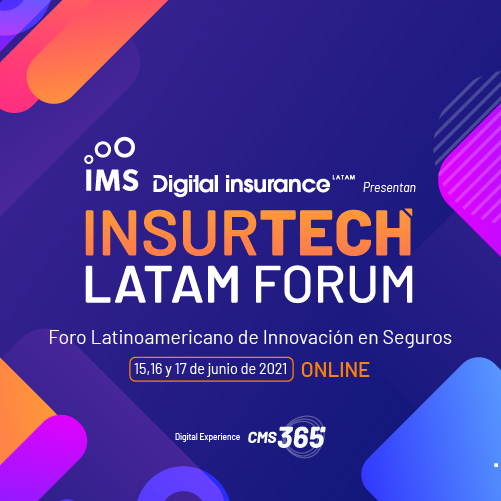 IMS Digital insurance LATAM Presentan
INSURTECH
LATAM FORUM
Foro Latinoamericano de Innovación en Seguros
15,16 y 17 de junio de 2021 ONLINE
Digital Experience CMS365